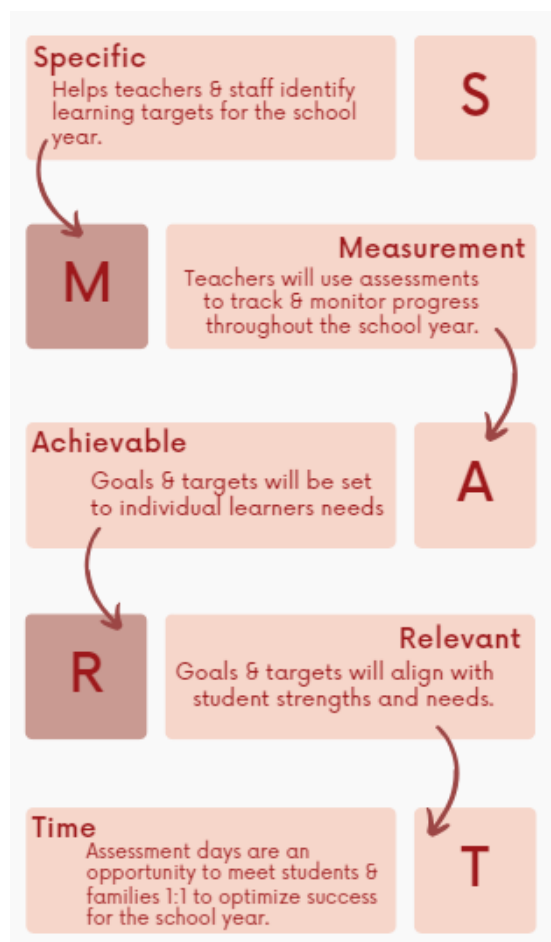 Specific
Helps teachers & staff identify
learning targets for the school
year.
S
M
Measurement
Teachers will use assessments
to track & monitor progress
throughout the school year.
Achievable
Goals & targets will be set
to individual learners needs
A
R
Relevant
Goals & targets will align with
student strengths and needs.
Time
Assessment days are an
opportunity to meet students &
families 1:1 to optimize success
for the school year.
T